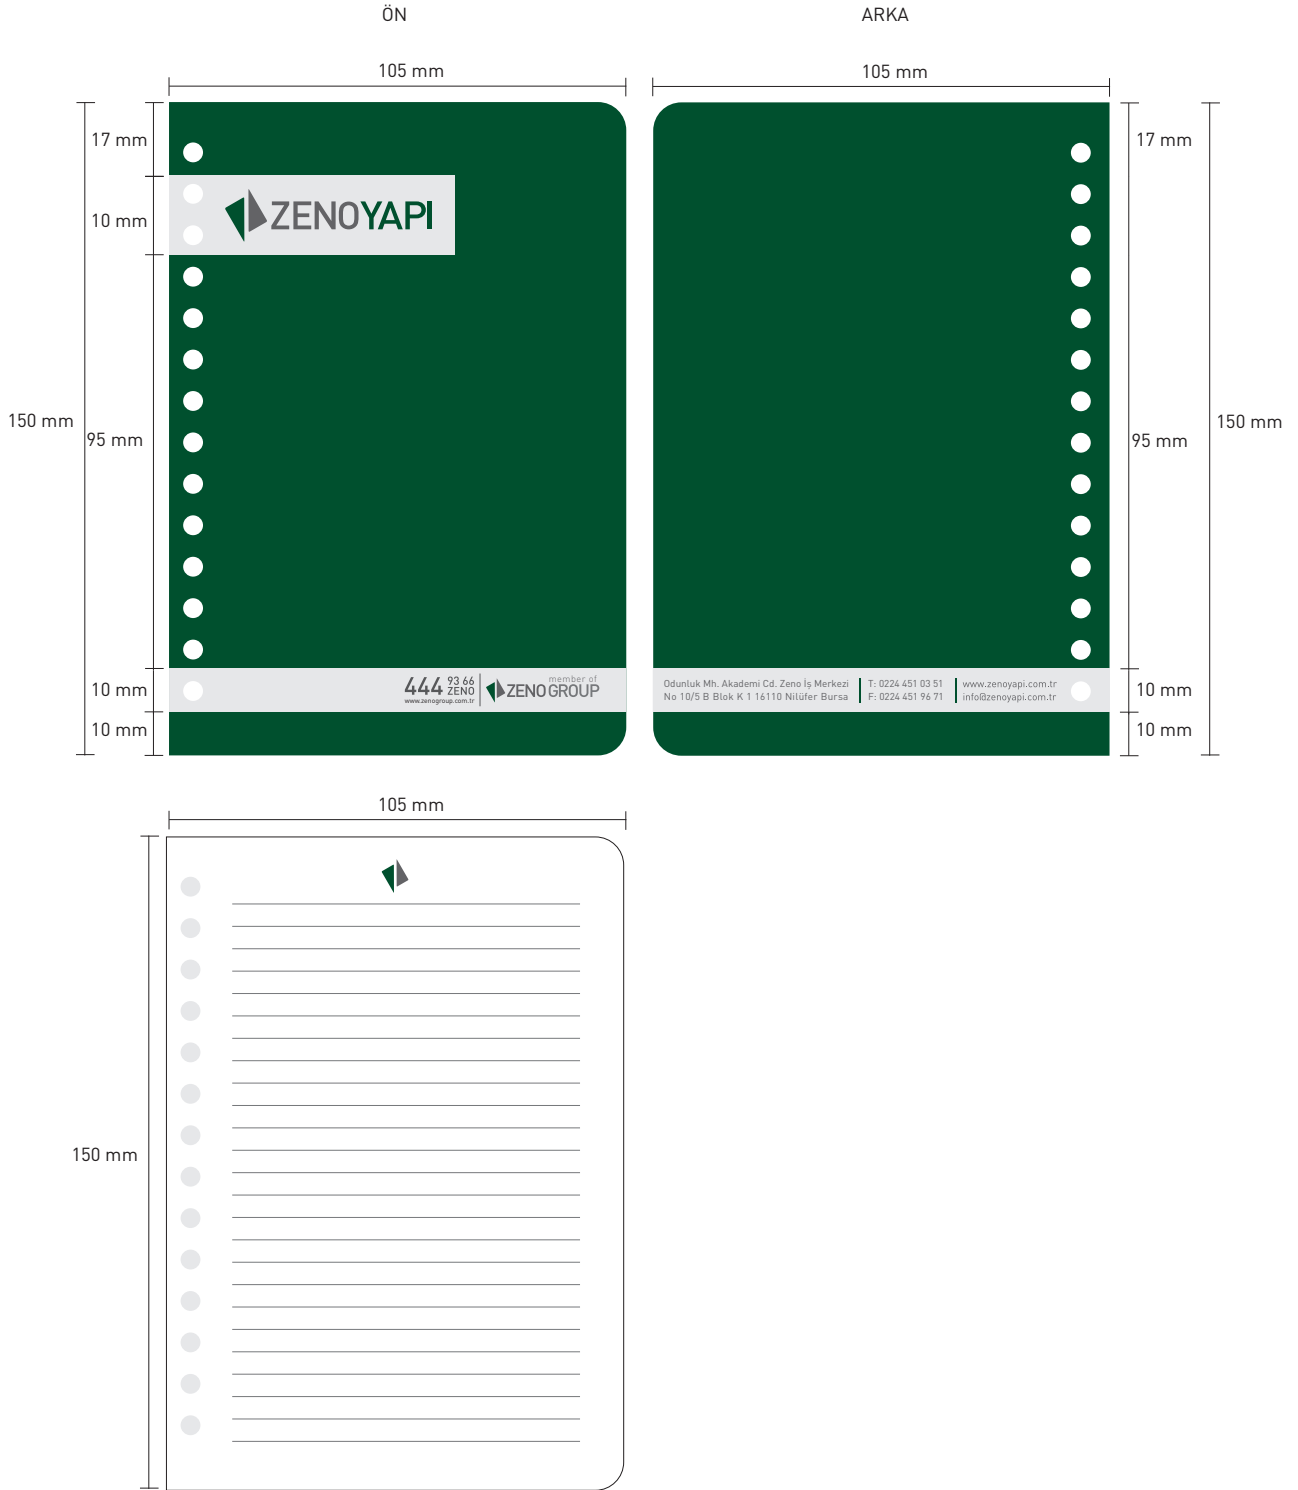 ÖN
ARKA
105 mm
105 mm
17 mm
10 mm
150 mm
95 mm
10 mm
10 mm
ZENOYAPI
444 93 66 ZENO
www.zenogroup.com.tr
member of
ZENOGROUP
Odunluk Mh. Akademi Cd. Zeno İş Merkezi
No 10/5 B Blok K 1 16110 Nilüfer Bursa
T: 0224 451 03 51
F: 0224 451 96 71
www.zenoyapi.com.tr
info@zenoyapi.com.tr
17 mm
95 mm
150 mm
10 mm
10 mm
105 mm
150 mm